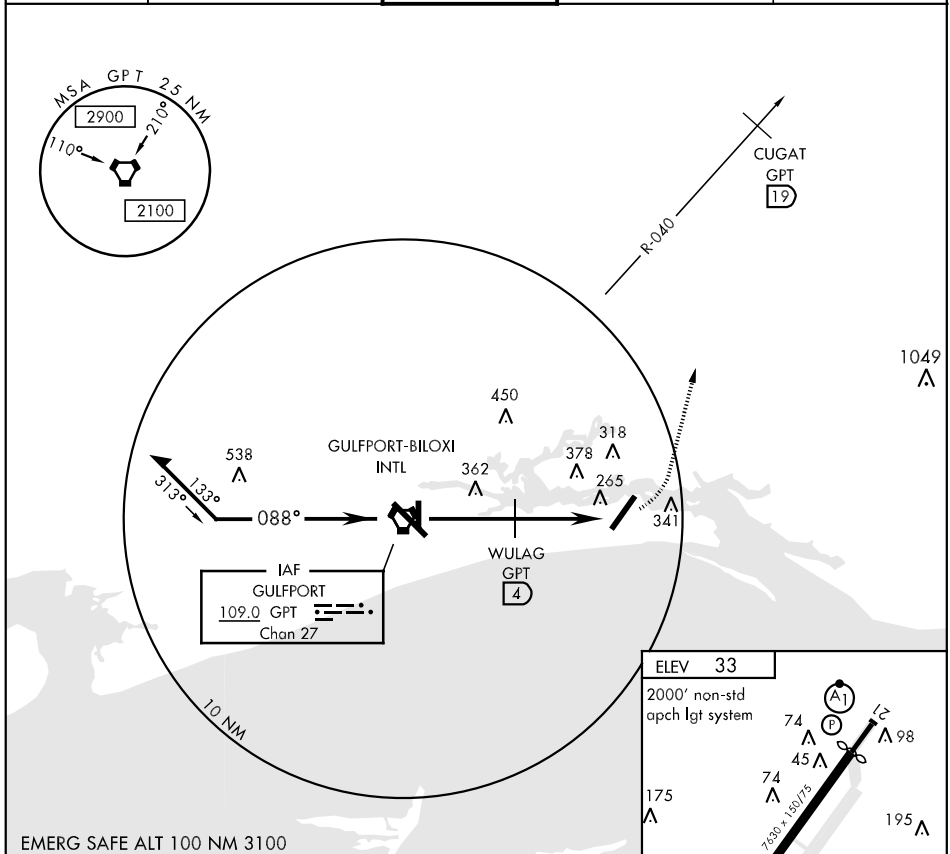 MSA GPT 25 NM
2900
210°
110°
2100
CUGAT
GPT
19
R-040
1049
450
538
GULFPORT-BILOXI
INTL
318
378
362
265
313°
133°
088°
341
WULAG
GPT
4
IAF
GULFPORT
109.0 GPT
Chan 27
10 NM
ELEV 33
2000' non-std
apch lgt system
A1
P
21
74
98
45
74
175
7630 x 150/75
195
EMERG SAFE ALT 100 NM 3100